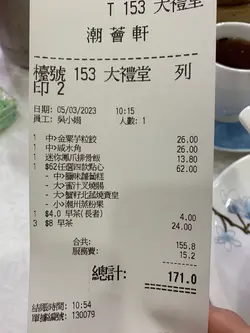 T 153 大禮堂
潮薈軒
檯號 153 大禮堂 列
印 2
日期: 05/03/2023 10:15
員工: 吳小娟 人數: 1
1 中>金粟芋粒餃 26.00
1 中>咸水角 26.00
1 迷你鳳爪排骨飯 13.80
1 $62任選四款點心 62.00
中>臘味蘿蔔糕
大>蜜汁叉燒腸
大>蟹籽北菇燒賣皇
小>潮州蒸粉果
1 $4.0 早茶(長者) 4.00
3 $8 早茶 24.00
合共: 155.8
服務費: 15.2
總計: 171.0
結賬時間: 10:54
單據編號: 130079